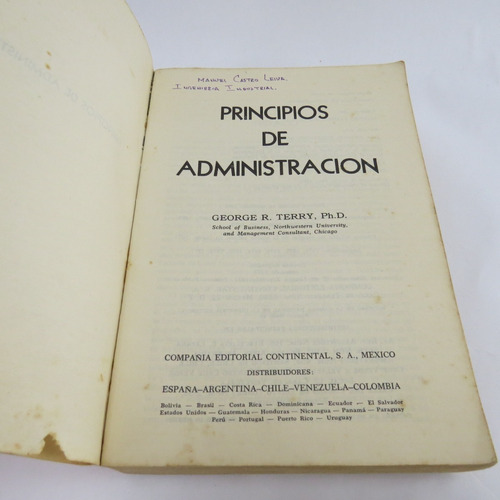 MANUEL CASTRO LEIVA.
INGENIERIA INDUSTRIAL.
PRINCIPIOS
DE
ADMINISTRACION
GEORGE R. TERRY, Ph.D.
School of Business, Northwestern University,
and Management Consultant, Chicago
COMPAÑIA EDITORIAL CONTINENTAL, S. A., MEXICO
DISTRIBUIDORES:
ESPAÑA-ARGENTINA-CHILE-VENEZUELA-COLOMBIA
Bolivia — Brasil — Costa Rica — Dominicana — Ecuador — El Salvador
Estados Unidos — Guatemala — Honduras — Nicaragua — Panamá — Paraguay
Perú — Portugal — Puerto Rico — Uruguay